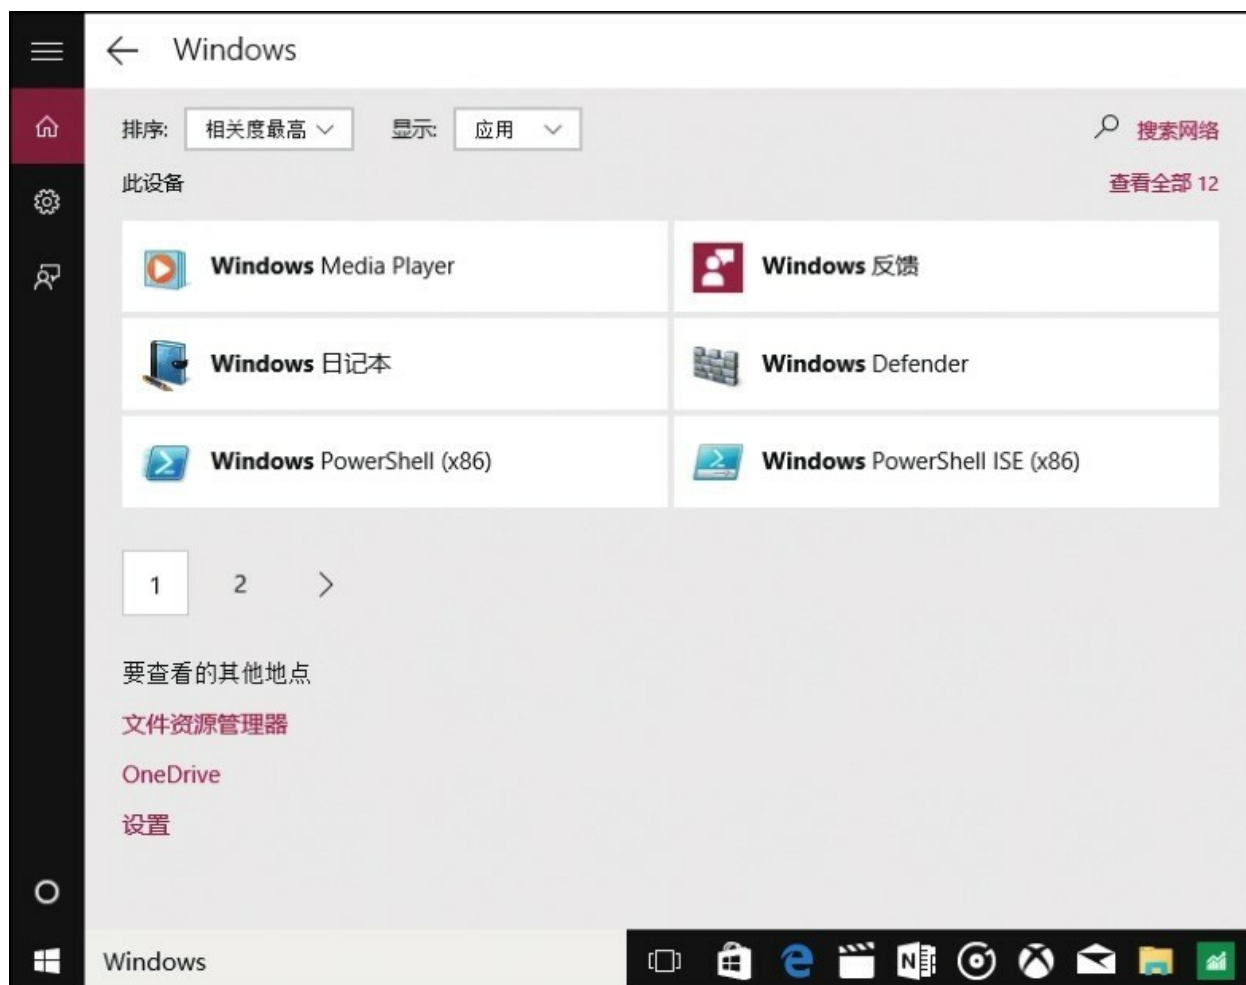 Windows
排序: 相关度最高 显示: 应用 搜索网络
此设备 查看全部 12
Windows Media Player Windows 反馈
Windows 日记本 Windows Defender
Windows PowerShell (x86) Windows PowerShell ISE (x86)
1 2
要查看的其他地点
文件资源管理器
OneDrive
设置
Windows